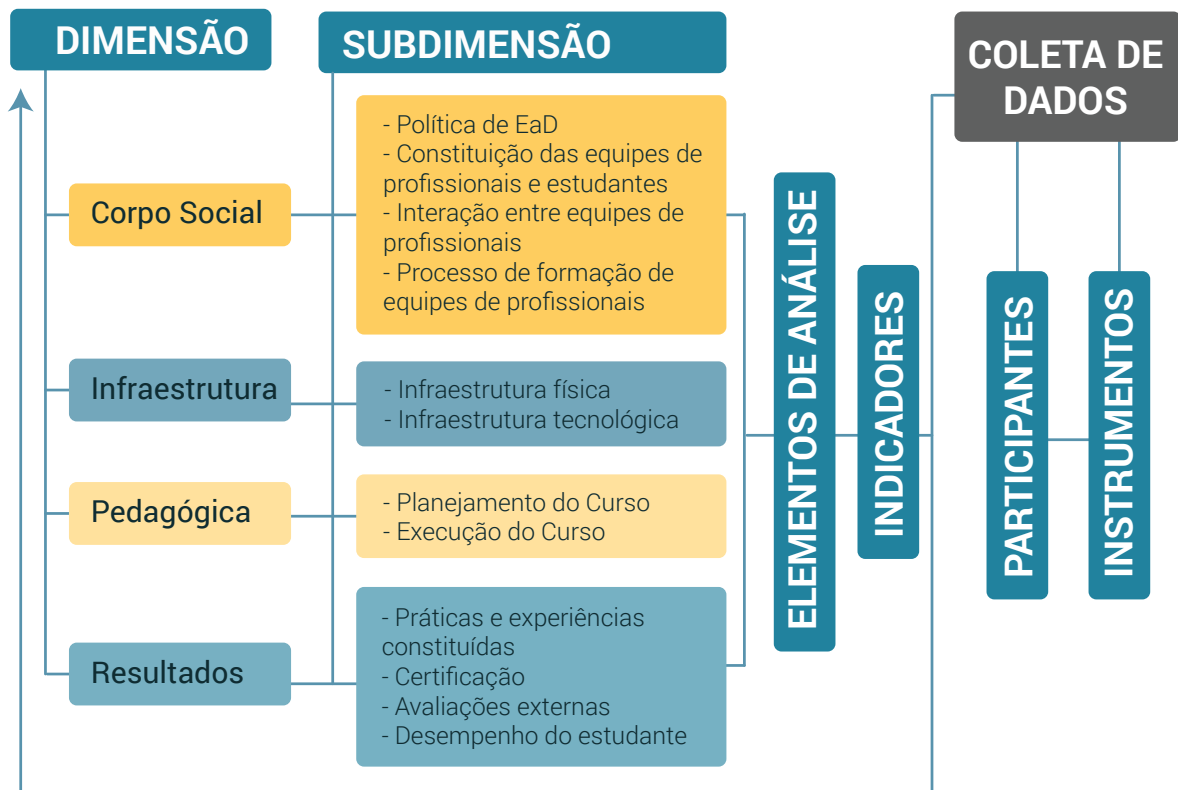 DIMENSÃO
SUBDIMENSÃO
COLETA DE
DADOS
Corpo Social
- Política de EaD
- Constituição das equipes de
profissionais e estudantes
- Interação entre equipes de
profissionais
- Processo de formação de
equipes de profissionais
Infraestrutura
- Infraestrutura física
- Infraestrutura tecnológica
Pedagógica
- Planejamento do Curso
- Execução do Curso
Resultados
- Práticas e experiências
constituídas
- Certificação
- Avaliações externas
- Desempenho do estudante
ELEMENTOS DE ANÁLISE
INDICADORES
PARTICIPANTES
INSTRUMENTOS